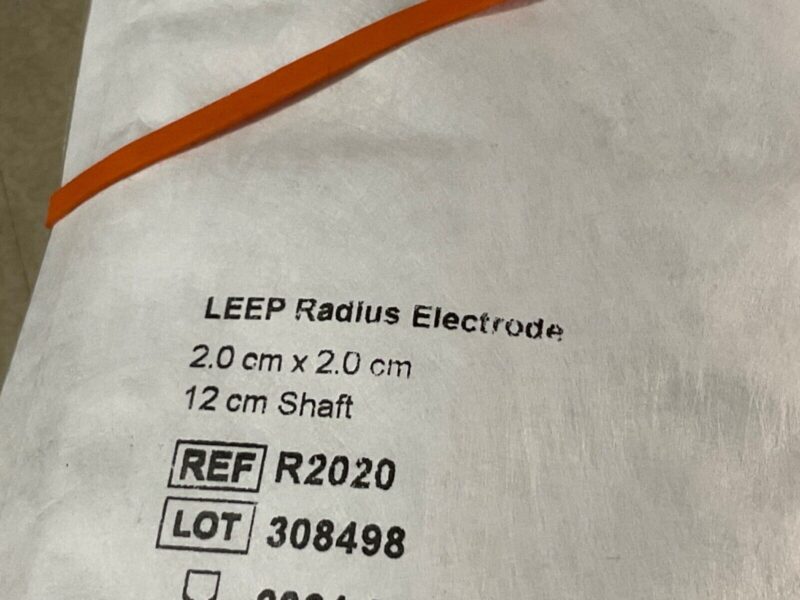 LEEP Radius Electrode
2.0 cm x 2.0 cm
12 cm Shaft
REF R2020
LOT 308498